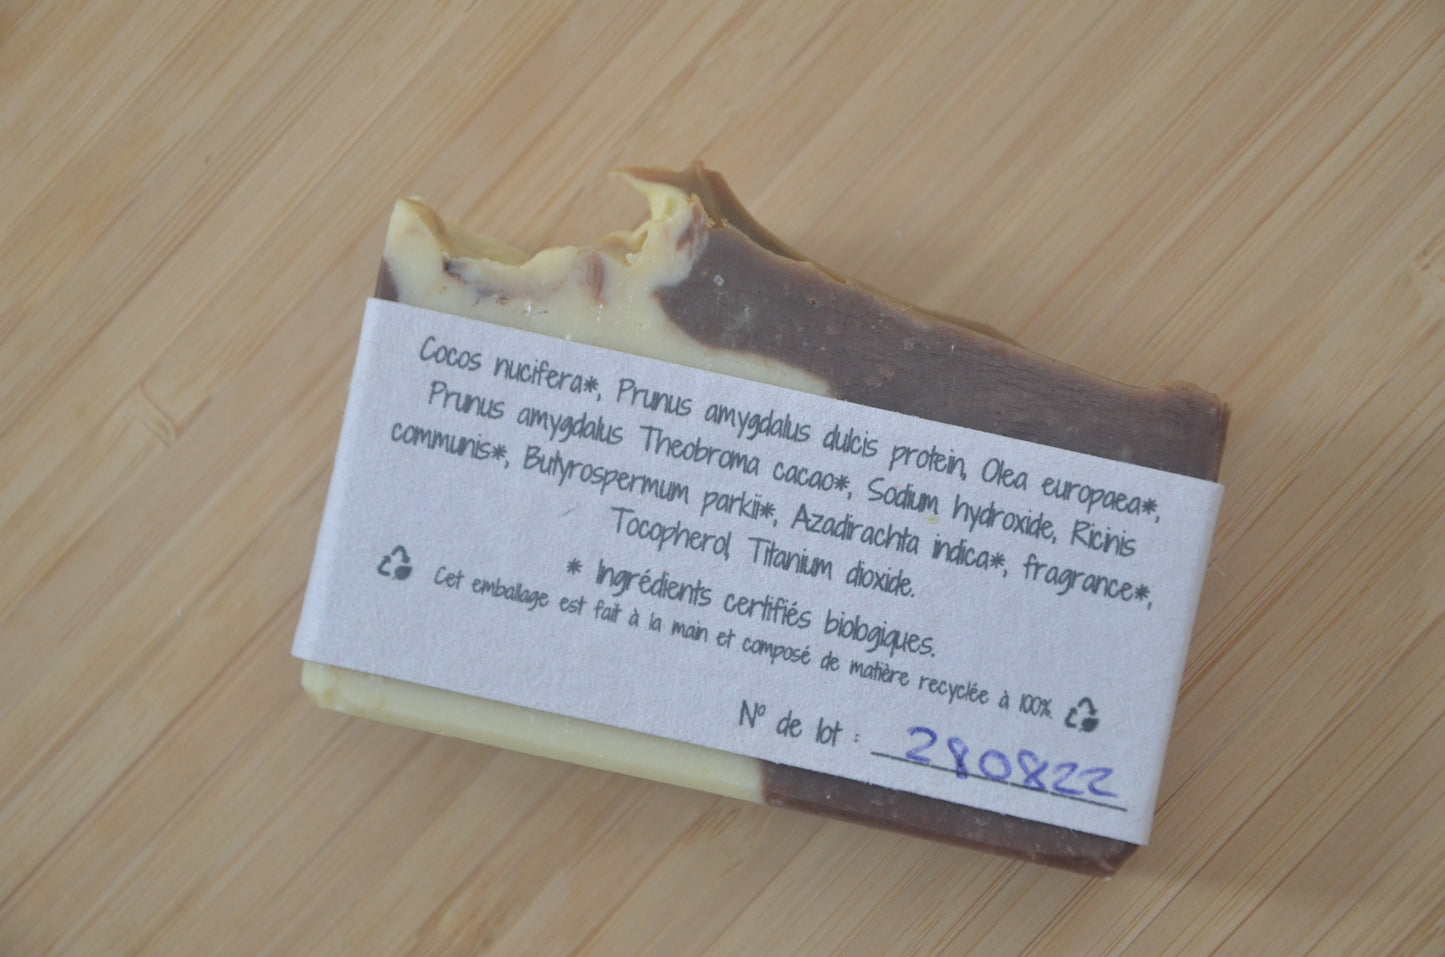 Cocos nucifera*, Prunus amygdalus dulcis protein, Olea europaea*,
Prunus amygdalus Theobroma cacao*, Sodium hydroxide, Ricinis
communis*, Butyrospermum parkii*, Azadirachta indica*, fragrance*,
Tocopherol, Titanium dioxide.
* Ingrédients certifiés biologiques.
Cet emballage est fait à la main et composé de matière recyclée à 100%.
N° de lot : 280822